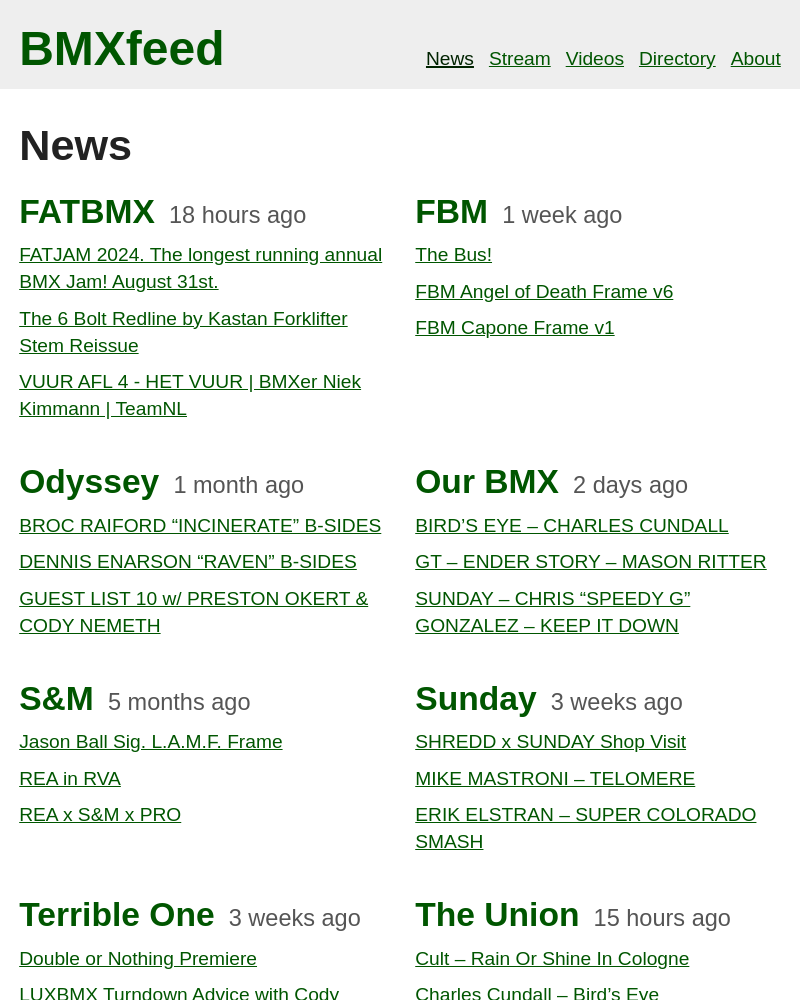 BMXfeed
News Stream Videos Directory About
News
FATBMX 18 hours ago
FATJAM 2024. The longest running annual
BMX Jam! August 31st.
The 6 Bolt Redline by Kastan Forklifter
Stem Reissue
VUUR AFL 4 - HET VUUR | BMXer Niek
Kimmann | TeamNL
FBM 1 week ago
The Bus!
FBM Angel of Death Frame v6
FBM Capone Frame v1
Odyssey 1 month ago
BROC RAIFORD “INCINERATE” B-SIDES
DENNIS ENARSON “RAVEN” B-SIDES
GUEST LIST 10 w/ PRESTON OKERT &
CODY NEMETH
Our BMX 2 days ago
BIRD’S EYE – CHARLES CUNDALL
GT – ENDER STORY – MASON RITTER
SUNDAY – CHRIS “SPEEDY G”
GONZALEZ – KEEP IT DOWN
S&M 5 months ago
Jason Ball Sig. L.A.M.F. Frame
REA in RVA
REA x S&M x PRO
Sunday 3 weeks ago
SHREDD x SUNDAY Shop Visit
MIKE MASTRONI – TELOMERE
ERIK ELSTRAN – SUPER COLORADO
SMASH
Terrible One 3 weeks ago
Double or Nothing Premiere
LUXBMX Turndown Advice with Cody
The Union 15 hours ago
Cult – Rain Or Shine In Cologne
Charles Cundall – Bird’s Eye